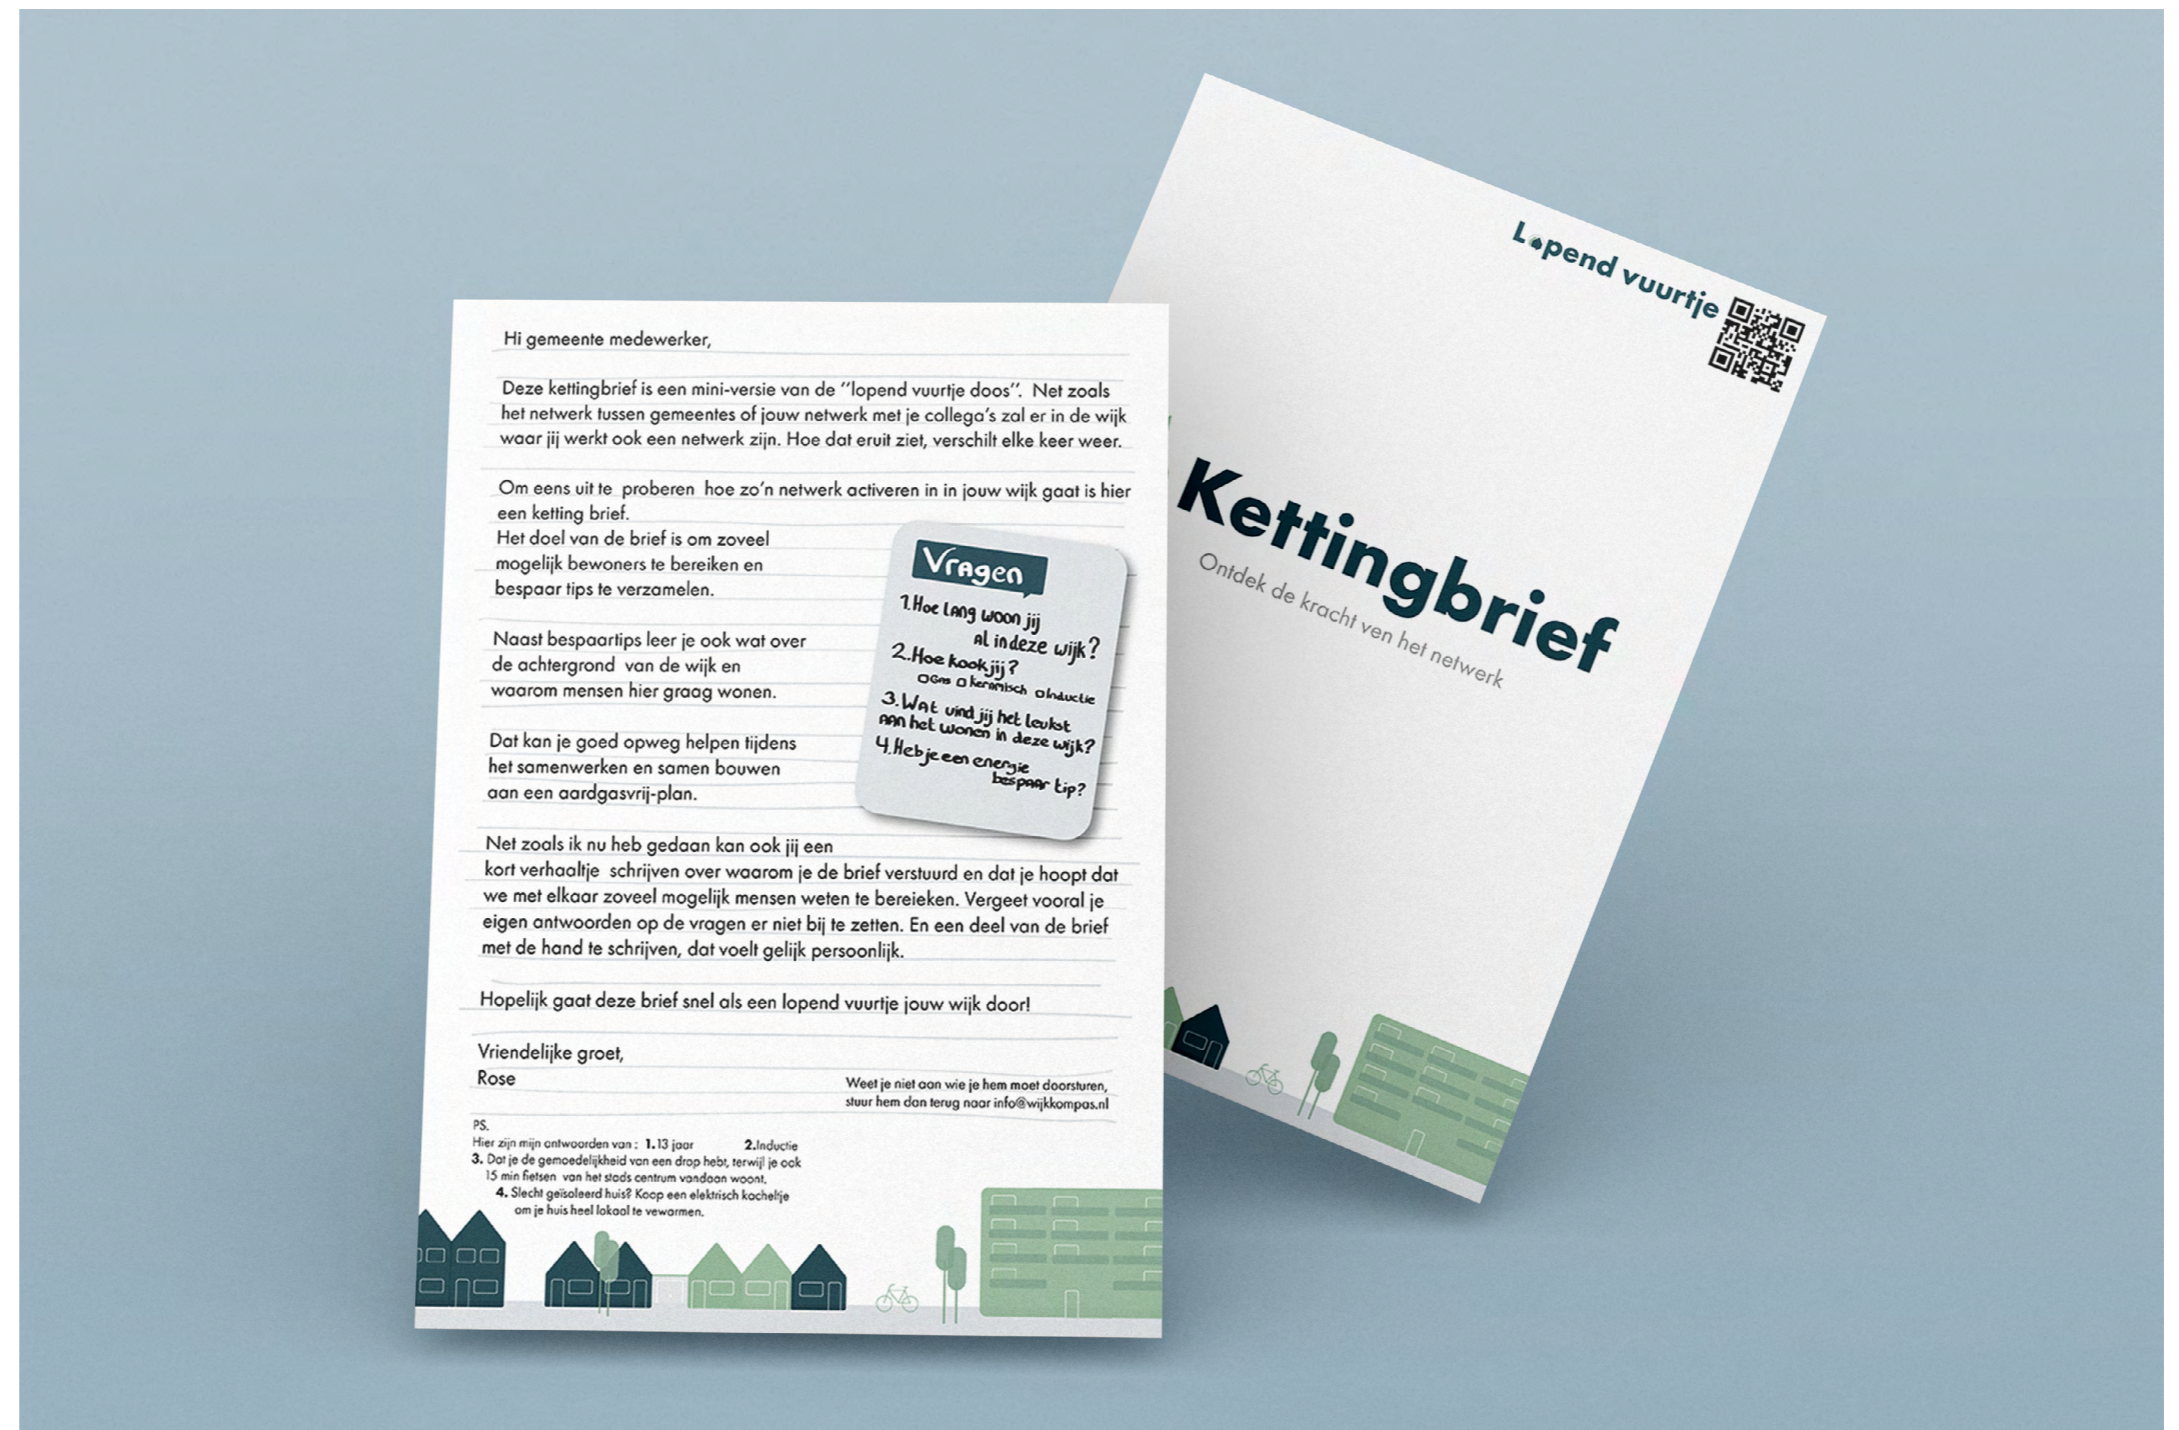 Hi gemeente medewerker,
Deze kettingbrief is een mini-versie van de ‘‘lopend vuurtje doos’’. Net zoals
het netwerk tussen gemeentes of jouw netwerk met je collega’s zal er in de wijk
waar jij werkt ook een netwerk zijn. Hoe dat eruit ziet, verschilt elke keer weer.
Om eens uit te proberen hoe zo’n netwerk activeren in in jouw wijk gaat is hier
een ketting brief.
Het doel van de brief is om zoveel
mogelijk bewoners te bereiken en
bespaar tips te verzamelen.
Naast bespaartips leer je ook wat over
de achtergrond van de wijk en
waarom mensen hier graag wonen.
Dat kan je goed opweg helpen tijdens
het samenwerken en samen bouwen
aan een aardgasvrij-plan.
Net zoals ik nu heb gedaan kan ook jij een
kort verhaaltje schrijven over waarom je de brief verstuurd en dat je hoopt dat
we met elkaar zoveel mogelijk mensen weten te bereieken. Vergeet vooral je
eigen antwoorden op de vragen er niet bij te zetten. En een deel van de brief
met de hand te schrijven, dat voelt gelijk persoonlijk.
Hopelijk gaat deze brief snel als een lopend vuurtje jouw wijk door!
Vriendelijke groet,
Rose
Weet je niet aan wie je hem moet doorsturen,
stuur hem dan terug naar info@wijkkompas.nl
PS.
Hier zijn mijn antwoorden van : 1.13 jaar 2.Inductie
3. Dat je de gemoedelijkheid van een drop hebt, terwijl je ook
15 min fietsen van het stads centrum vandaan woont.
4. Slecht geïsoleerd huis? Koop een elektrisch kacheltje
om je huis heel lokaal te vewarmen.
Vragen
1.Hoe lang woon jij
al in deze wijk?
2.Hoe kook jij?
Gas keramisch Inductie
3.Wat vind jij het leukst
aan het wonen in deze wijk?
4.Heb je een energie
bespaar tip?
Lopend vuurtje
Kettingbrief
Ontdek de kracht ven het netwerk